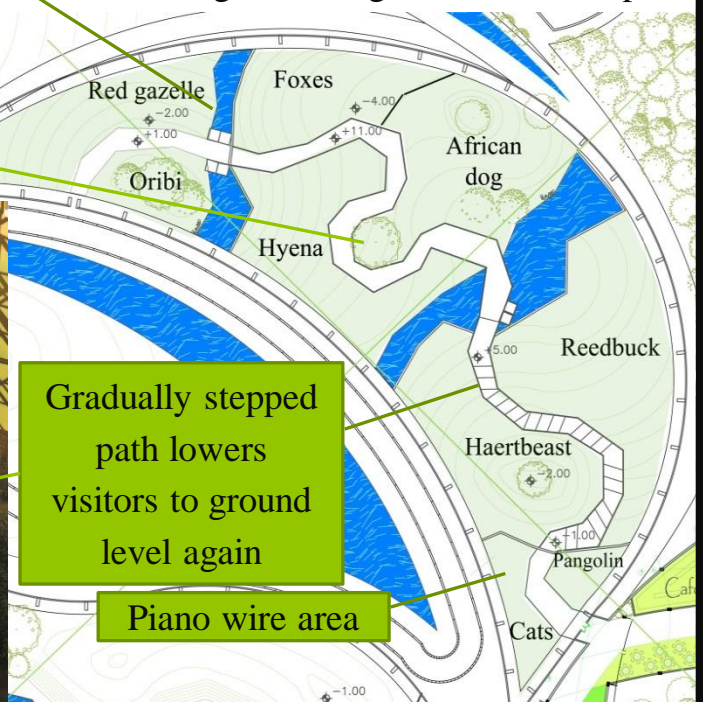 Foxes
Red gazelle
-2.00
+1.00
-4.00
+11.00
African
dog
Oribi
Hyena
+5.00
Reedbuck
Gradually stepped
path lowers
visitors to ground
level again
Haertbeast
-2.00
-1.00
Pangolin
Piano wire area
Cats
-1.00